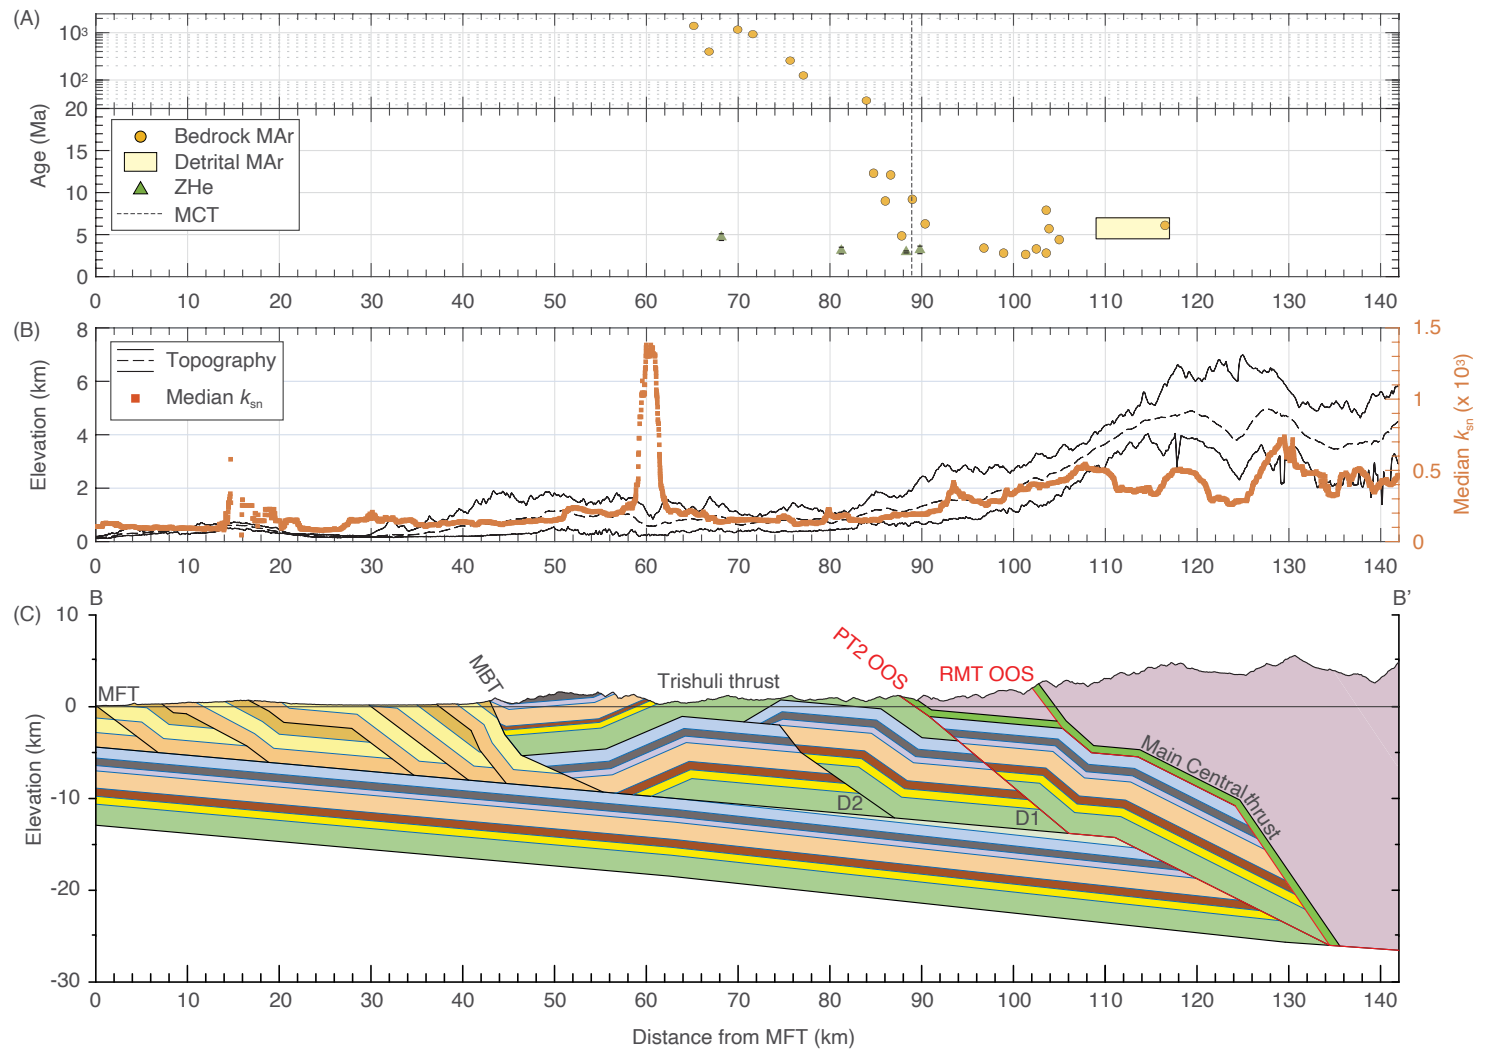 (A)
10³
10²
20
15
10
5
0
Age (Ma)
Bedrock MAr
Detrital MAr
ZHe
MCT
0 10 20 30 40 50 60 70 80 90 100 110 120 130 140
(B)
8
6
4
2
0
Elevation (km)
Topography
Median ksn
1.5
1
0.5
0
Median ksn (x 10³)
0 10 20 30 40 50 60 70 80 90 100 110 120 130 140
(C)
B
B'
10
0
-10
-20
-30
Elevation (km)
MFT
MBT
Trishuli thrust
PT2 OOS
RMT OOS
Main Central thrust
D2
D1
0 10 20 30 40 50 60 70 80 90 100 110 120 130 140
Distance from MFT (km)